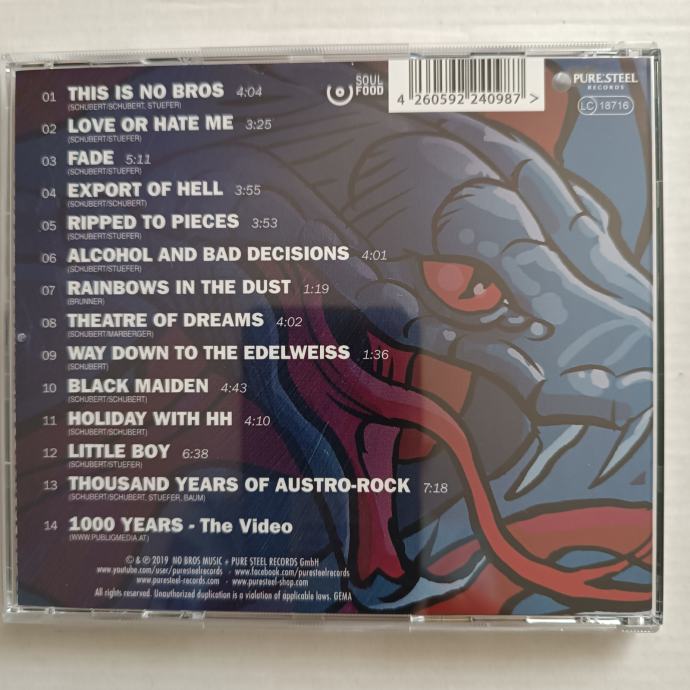 01 THIS IS NO BROS 4:04
(SCHUBERT/SCHUBERT, STUEFER)
02 LOVE OR HATE ME 3:25
(SCHUBERT/STUEFER)
03 FADE 5:11
(SCHUBERT/STUEFER)
04 EXPORT OF HELL 3:55
(SCHUBERT/SCHUBERT)
05 RIPPED TO PIECES 3:53
(SCHUBERT/STUEFER)
06 ALCOHOL AND BAD DECISIONS 4:01
(SCHUBERT/STUEFER)
07 RAINBOWS IN THE DUST 1:19
(BRUNNER)
08 THEATRE OF DREAMS 4:02
(SCHUBERT/MARBERGER)
09 WAY DOWN TO THE EDELWEISS 1:36
(SCHUBERT)
10 BLACK MAIDEN 4:43
(SCHUBERT/SCHUBERT)
11 HOLIDAY WITH HH 4:10
(SCHUBERT/SCHUBERT)
12 LITTLE BOY 6:38
(SCHUBERT/STUEFER)
13 THOUSAND YEARS OF AUSTRO-ROCK 7:18
(SCHUBERT/SCHUBERT, STUEFER, BAUM)
14 1000 YEARS - The Video
(WWW.PUBLIGMEDIA.AT)
SOUL
FOOD
4 260592 240987 >
PURE STEEL
RECORDS
LC 18716
© & ℗ 2019 NO BROS MUSIC + PURE STEEL RECORDS GmbH
www.youtube.com/user/puresteelrecords · www.facebook.com/puresteelrecords
www.puresteel-records.com · www.puresteel-shop.com
All rights reserved. Unauthorized duplication is a violation of applicable laws. GEMA